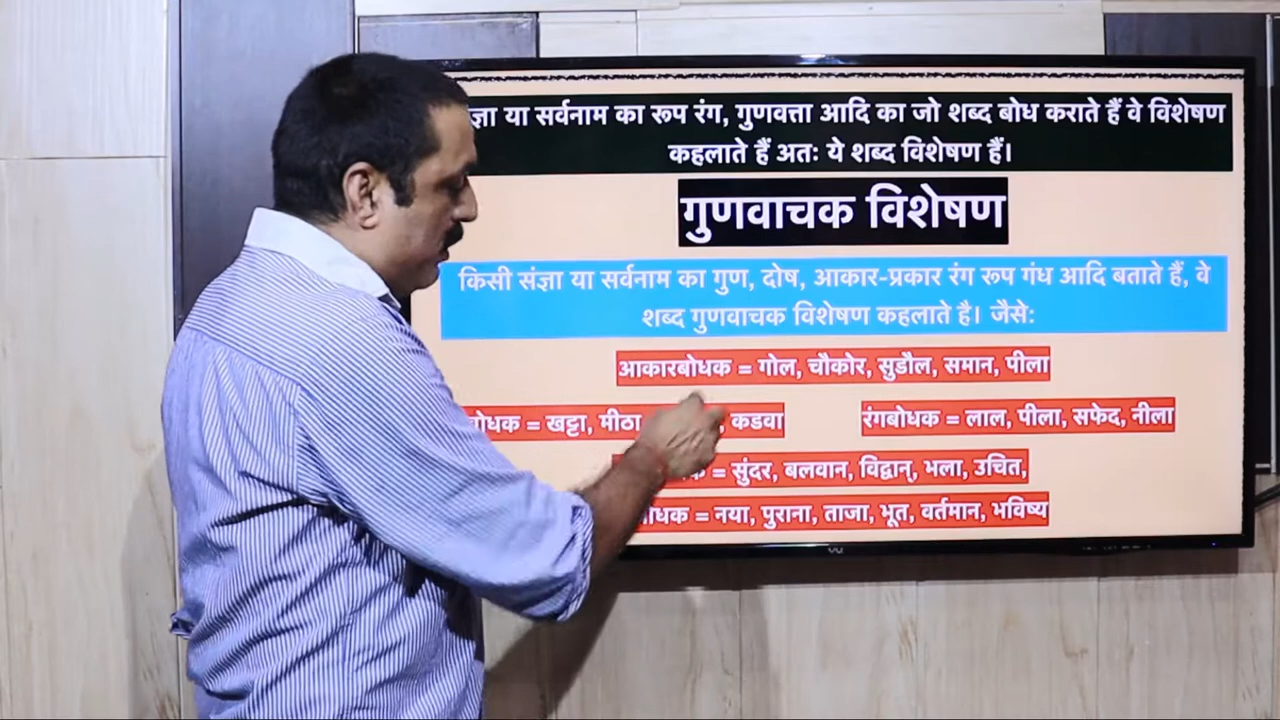 या सर्वनाम का रूप रंग, गुणवत्ता आदि का जो शब्द बोध कराते हैं वे विशेषण
कहलाते हैं अतः ये शब्द विशेषण हैं।
गुणवाचक विशेषण
किसी संज्ञा या सर्वनाम का गुण, दोष, आकार-प्रकार रंग रूप गंध आदि बताते हैं, वे
शब्द गुणवाचक विशेषण कहलाते है। जैसे:
आकारबोधक = गोल, चौकोर, सुडौल, समान, पीला
= खट्टा, मीठा कडवा
रंगबोधक = लाल, पीला, सफेद, नीला
= सुंदर, बलवान, विद्वान्, भला, उचित,
= नया, पुराना, ताजा, भूत, वर्तमान, भविष्य
VU